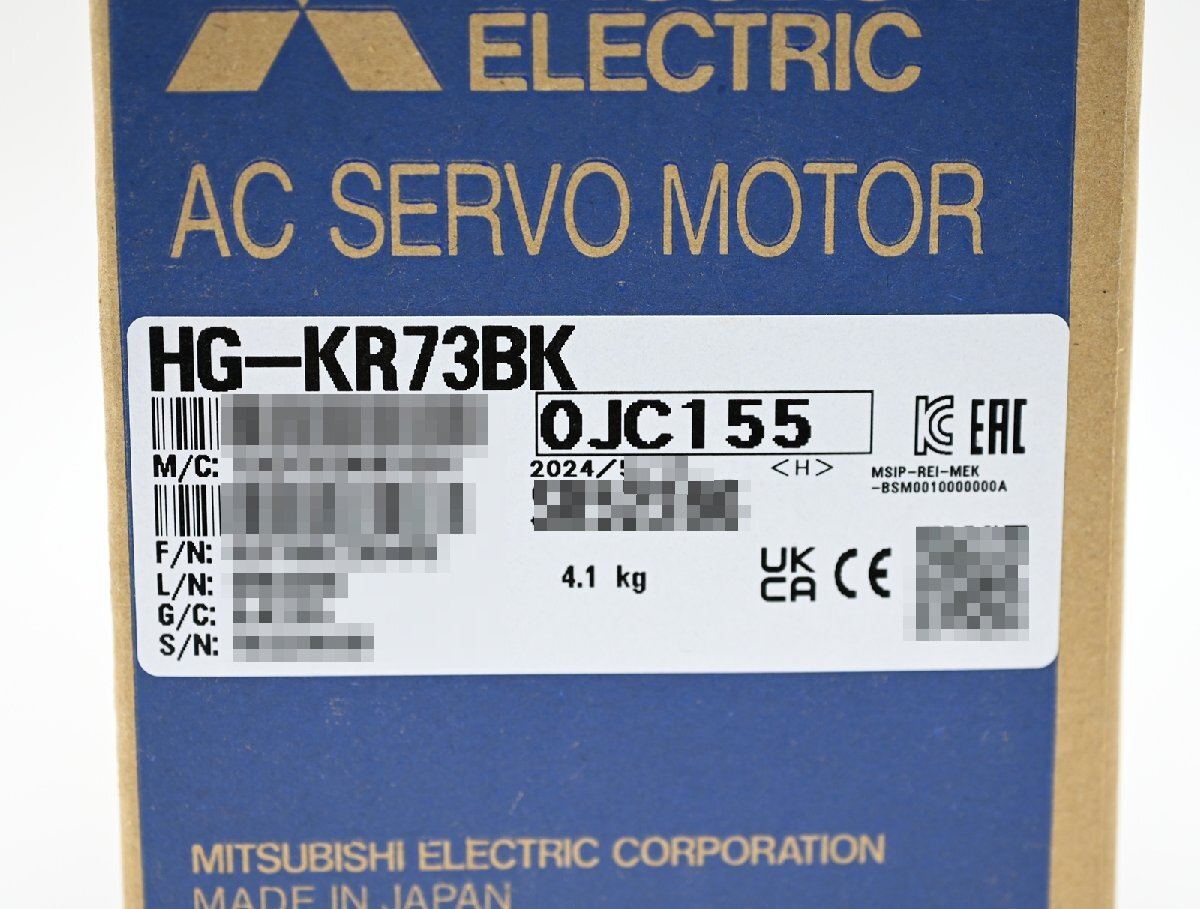 ELECTRIC
AC SERVO MOTOR
HG-KR73BK
0JC155
M/C:
2024/5
<H>
MSIP-REI-MEK
-BSM0010000000A
EAC
F/N:
L/N:
4.1 kg
UK
CA
CE
G/C:
S/N:
MITSUBISHI ELECTRIC CORPORATION
MADE IN JAPAN